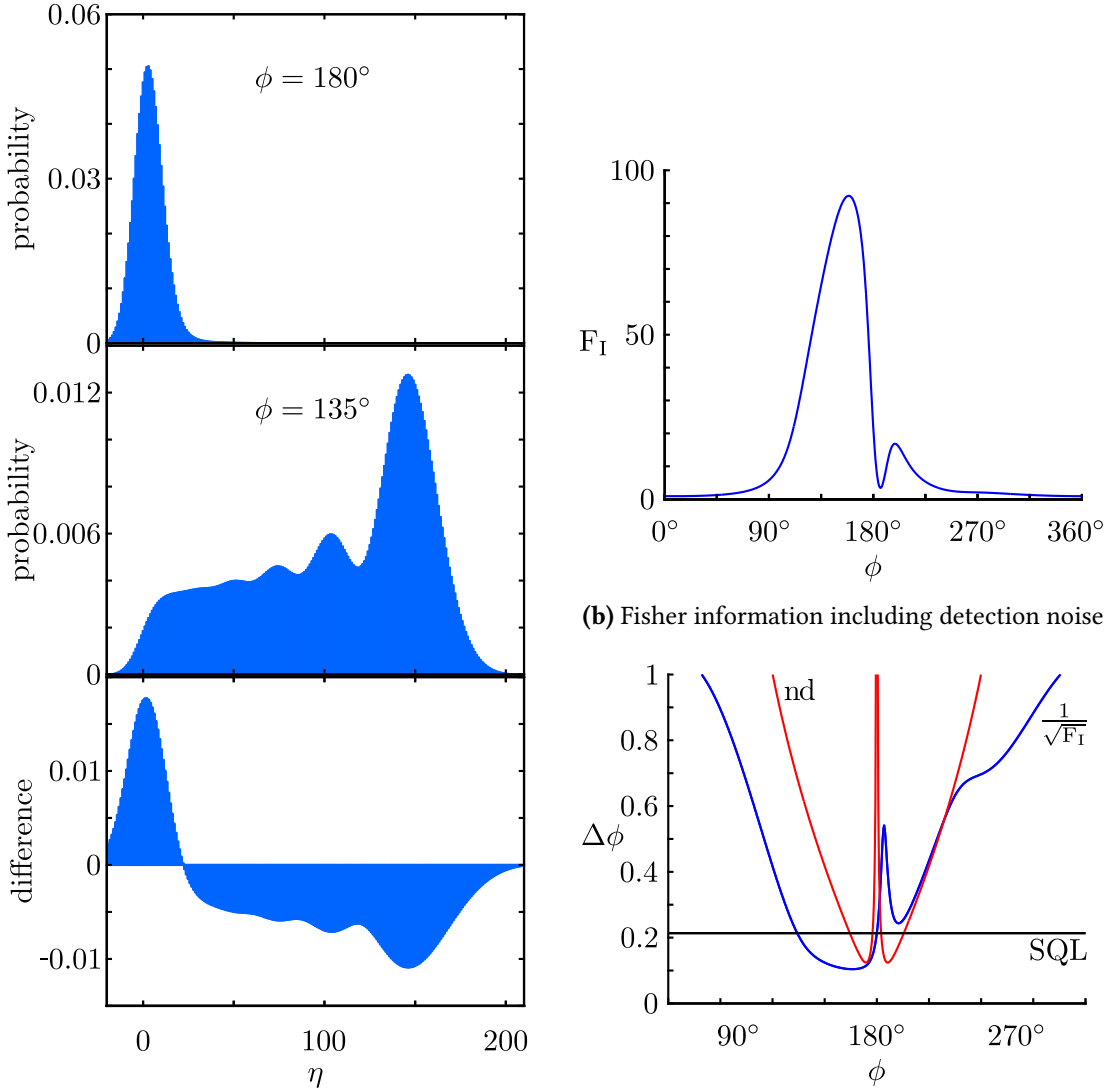 0.06
ϕ = 180°
probability
0.03
0
ϕ = 135°
0.012
probability
0.006
0
0.01
difference
0
-0.01
0
100
200
η
100
F_I
50
0
0°
90°
180°
270°
360°
ϕ
(b) Fisher information including detection noise
1
nd
1/√F_I
0.8
0.6
Δϕ
0.4
0.2
SQL
0
90°
180°
270°
ϕ